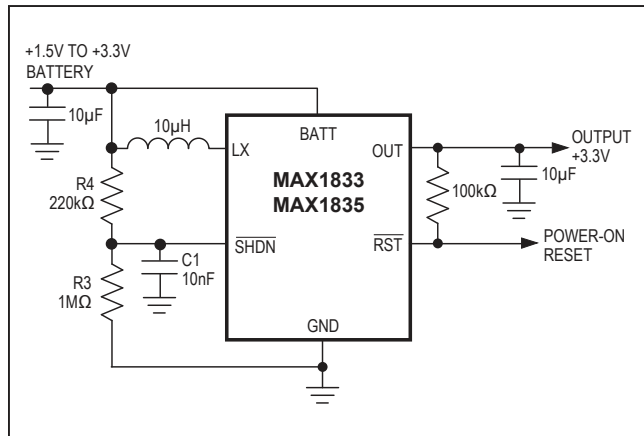 +1.5V TO +3.3V
BATTERY
10µF
10µH
LX
BATT
OUT
OUTPUT
+3.3V
R4
220kΩ
MAX1833
MAX1835
100kΩ
10µF
SHDN
RST
POWER-ON
RESET
C1
10nF
R3
1MΩ
GND